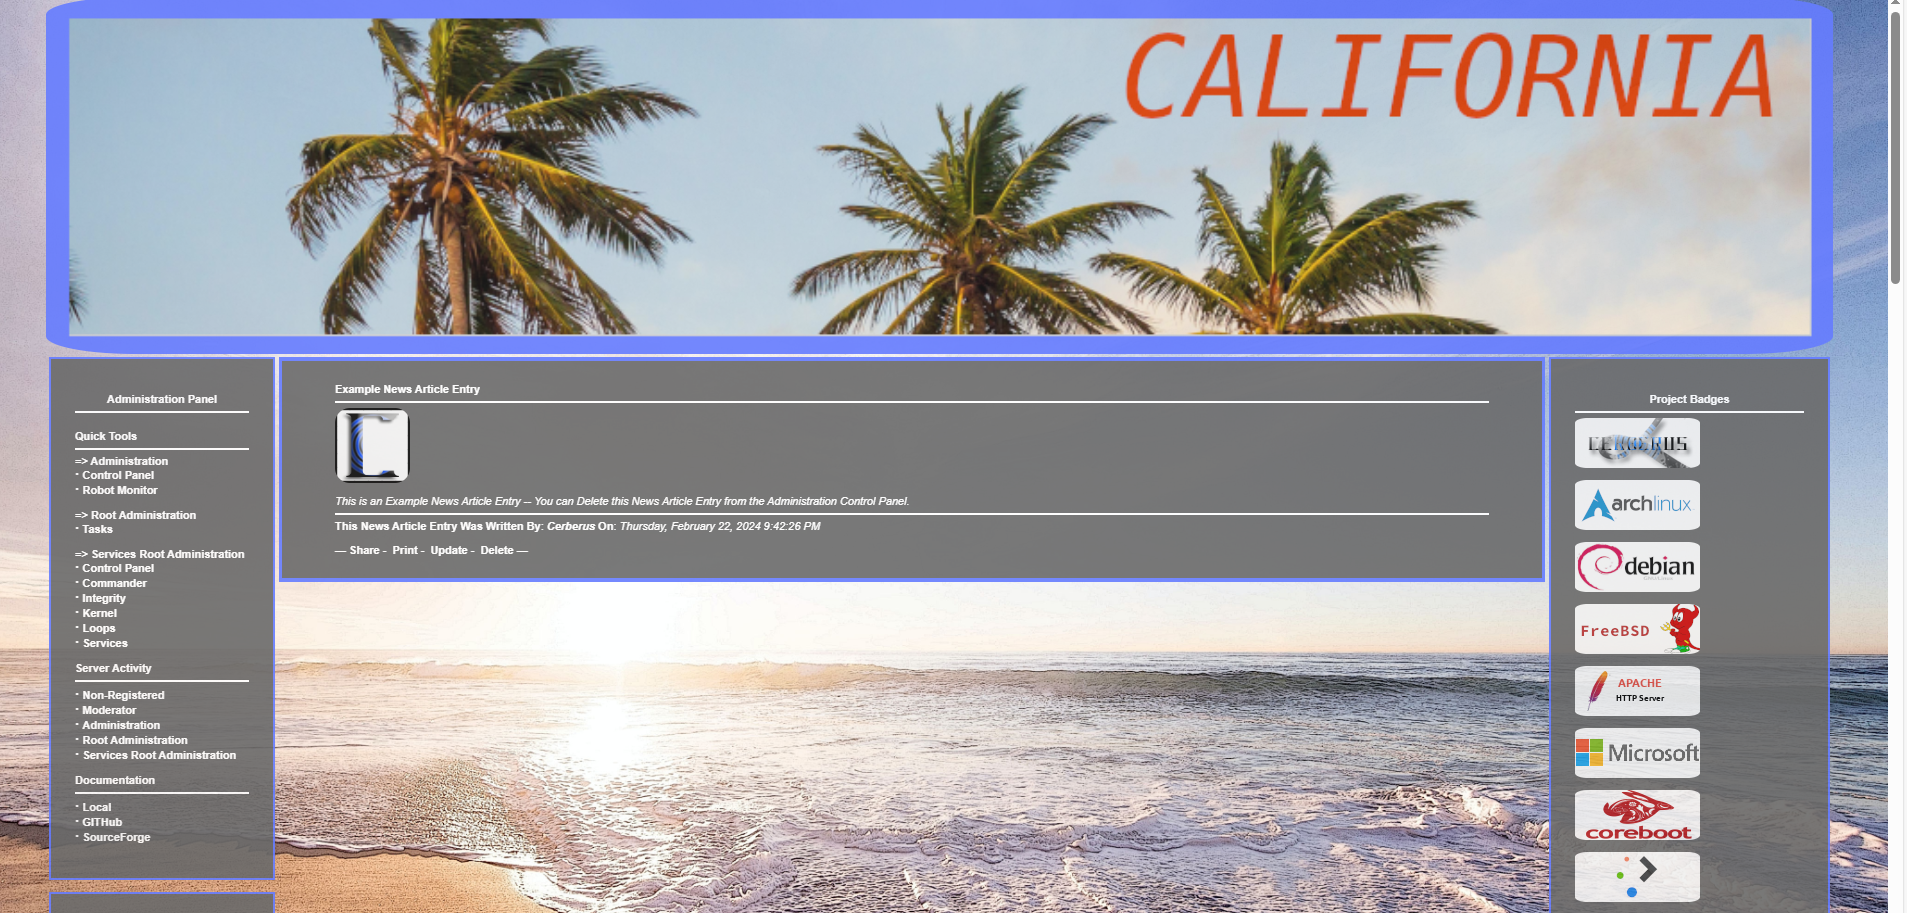 CALIFORNIA
Administration Panel
Quick Tools
=> Administration
- Control Panel
- Robot Monitor
=> Root Administration
- Tasks
=> Services Root Administration
- Control Panel
- Commander
- Integrity
- Kernel
- Loops
- Services
Server Activity
- Non-Registered
- Moderator
- Administration
- Root Administration
- Services Root Administration
Documentation
- Local
- GITHub
- SourceForge
Example News Article Entry
This is an Example News Article Entry -- You can Delete this News Article Entry from the Administration Control Panel.
This News Article Entry Was Written By: Cerberus On: Thursday, February 22, 2024 9:42:26 PM
— Share - Print - Update - Delete —
Project Badges
CERBERUS
archlinux
debian
FreeBSD
APACHE
HTTP Server
Microsoft
coreboot